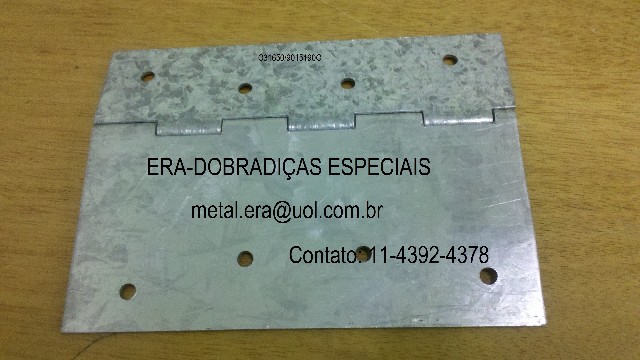 ERA-DOBRADIÇAS ESPECIAIS
metal.era@uol.com.br
Contato: 11-4392-4378